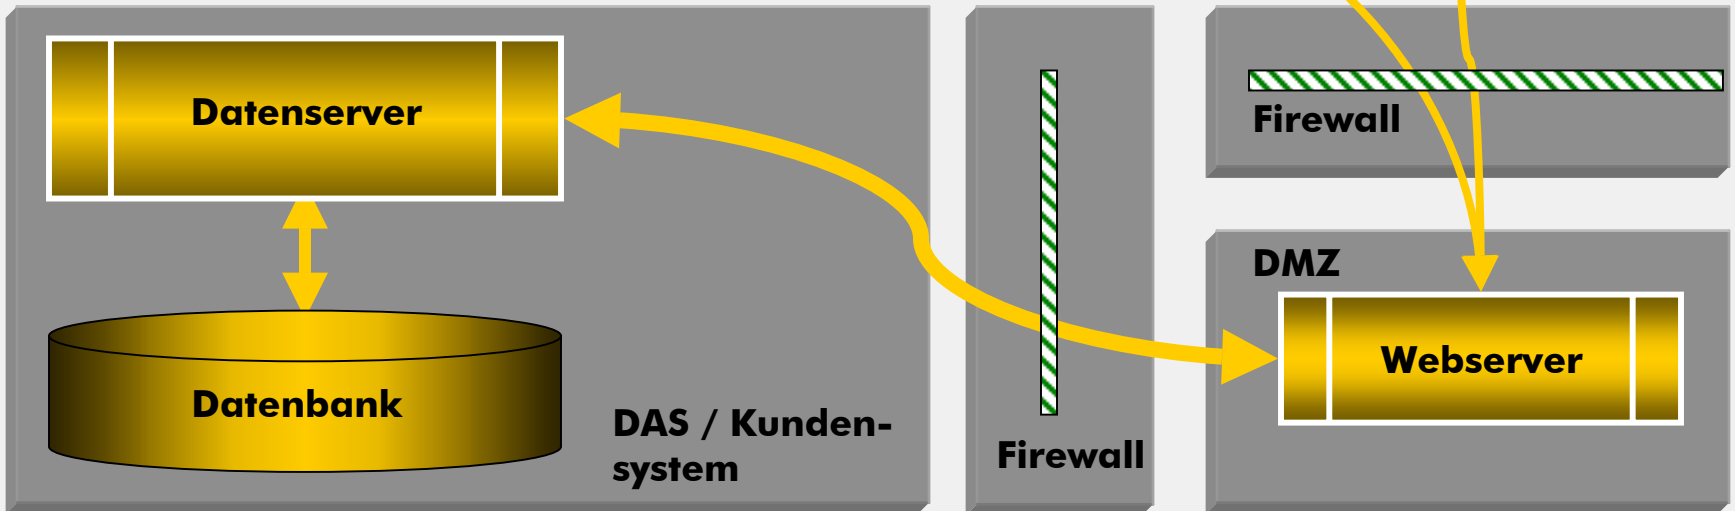 Datenserver
Datenbank
DAS / Kunden-
system
Firewall
Firewall
DMZ
Webserver